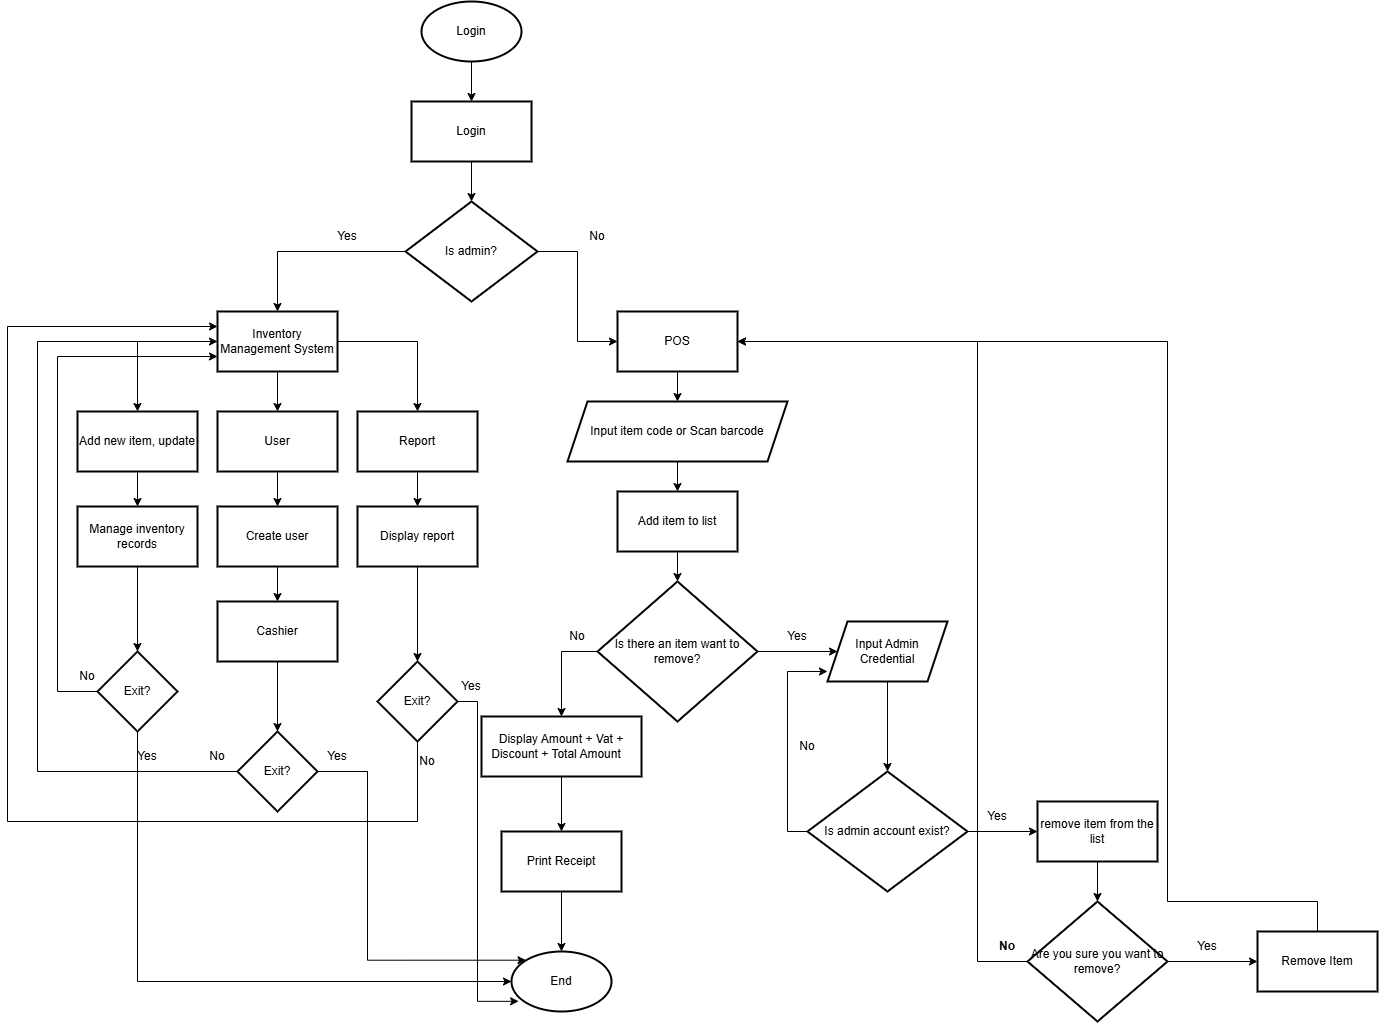 Login
Login
Is admin?
Yes
No
Inventory
Management System
POS
Add new item, update
User
Report
Input item code or Scan barcode
Manage inventory
records
Create user
Display report
Add item to list
Cashier
Is there an item want to
remove?
No
Yes
Input Admin
Credential
Exit?
No
Yes
Exit?
Yes
No
Exit?
No
Yes
Display Amount + Vat +
Discount + Total Amount
No
Is admin account exist?
Yes
remove item from the
list
Print Receipt
Are you sure you want to
remove?
No
Yes
Remove Item
End